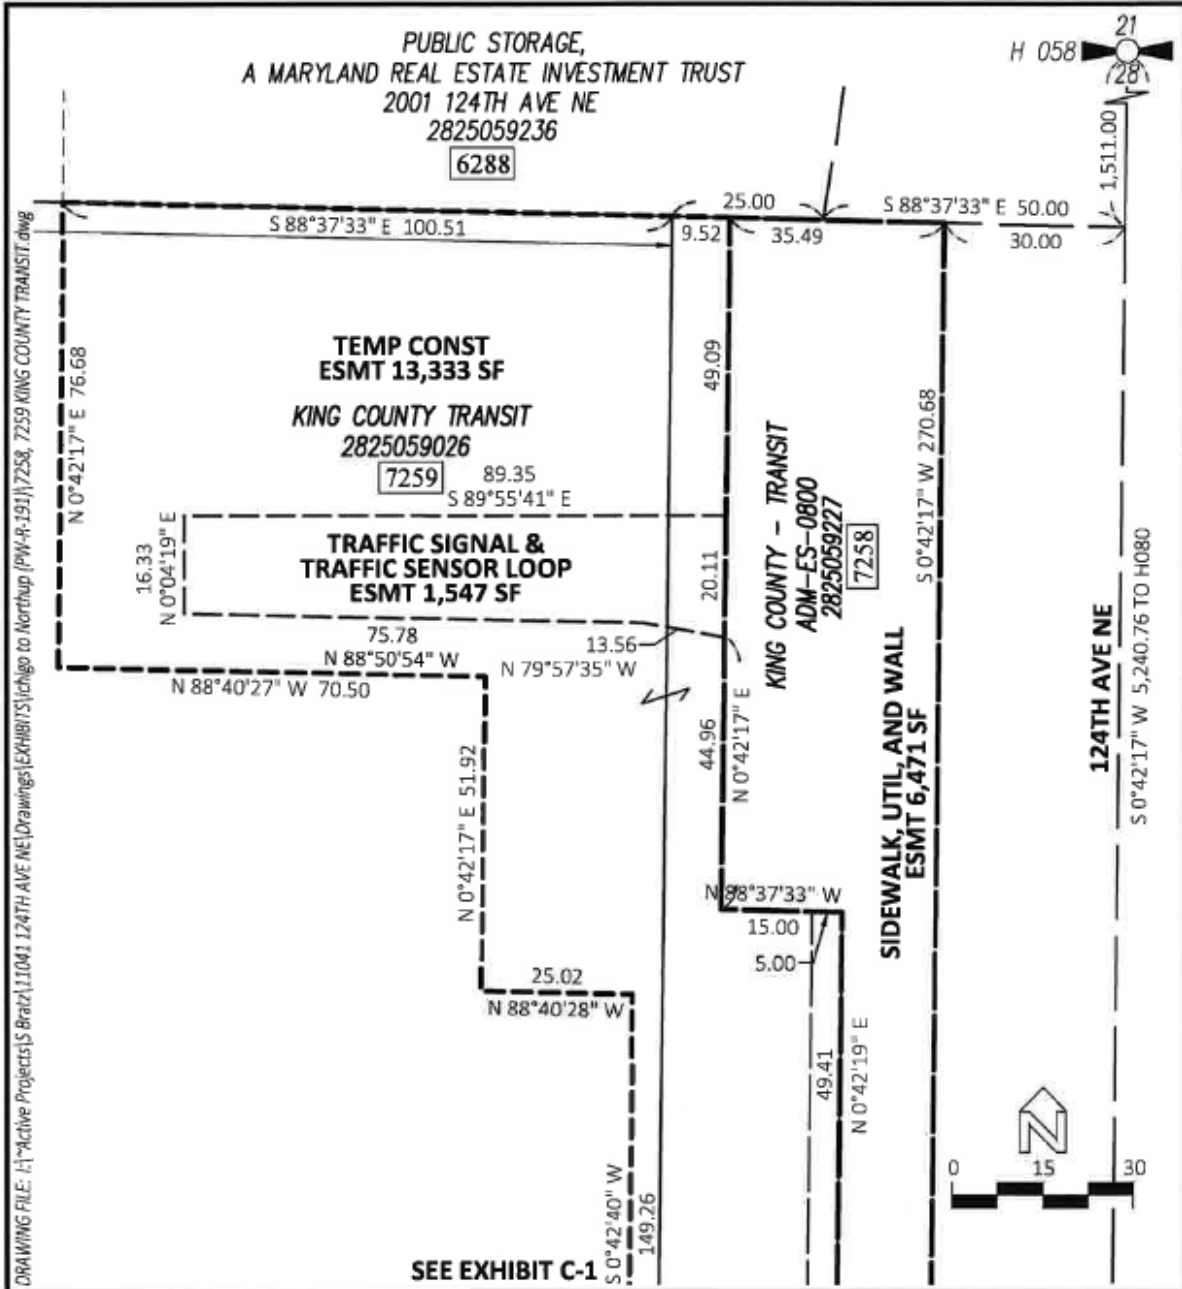 PUBLIC STORAGE,
A MARYLAND REAL ESTATE INVESTMENT TRUST
2001 124TH AVE NE
2825059236
6288
H 058
21
28
1,511.00
S 88°37'33" E 100.51
25.00
9.52
35.49
S 88°37'33" E 50.00
30.00
N 0°42'17" E 76.68
TEMP CONST
ESMT 13,333 SF
KING COUNTY TRANSIT
2825059026
7259
89.35
S 89°55'41" E
49.09
16.33
N 0°04'19" E
TRAFFIC SIGNAL &
TRAFFIC SENSOR LOOP
ESMT 1,547 SF
20.11
75.78
N 88°50'54" W
13.56
N 79°57'35" W
N 88°40'27" W 70.50
KING COUNTY - TRANSIT
ADM-ES-0800
2825059227
7258
S 0°42'17" W 270.68
44.96
N 0°42'17" E
N 0°42'17" E 51.92
SIDEWALK, UTIL, AND WALL
ESMT 6,471 SF
124TH AVE NE
S 0°42'17" W 5,240.76 TO H080
N 88°37'33" W
15.00
5.00
25.02
N 88°40'28" W
49.41
N 0°42'19" E
S 0°42'40" W
149.26
N
0 15 30
SEE EXHIBIT C-1
DRAWING FILE: I:\~Active Projects\S Bratz\11041 124TH AVE NE\Drawings\EXHIBITS\Ichigo to Northup (PW-R-191)\7258, 7259 KING COUNTY TRANSIT.dwg